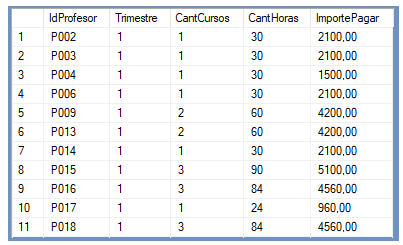 IdProfesor Trimestre CantCursos CantHoras ImportePagar
1 P002 1 1 30 2100,00
2 P003 1 1 30 2100,00
3 P004 1 1 30 1500,00
4 P006 1 1 30 2100,00
5 P009 1 2 60 4200,00
6 P013 1 2 60 4200,00
7 P014 1 1 30 2100,00
8 P015 1 3 90 5100,00
9 P016 1 3 84 4560,00
10 P017 1 1 24 960,00
11 P018 1 3 84 4560,00